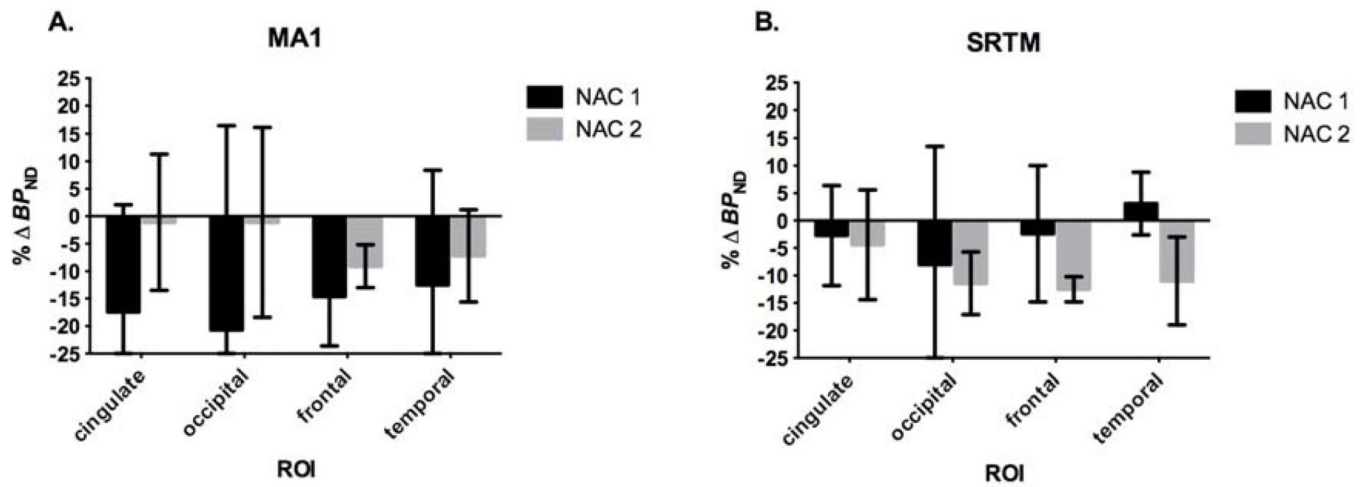 A.
MA1
25
20
15
10
5
0
-5
-10
-15
-20
-25
% Δ BP_ND
cingulate
occipital
frontal
temporal
ROI
NAC 1
NAC 2
B.
SRTM
25
20
15
10
5
0
-5
-10
-15
-20
-25
% Δ BP_ND
cingulate
occipital
frontal
temporal
ROI
NAC 1
NAC 2